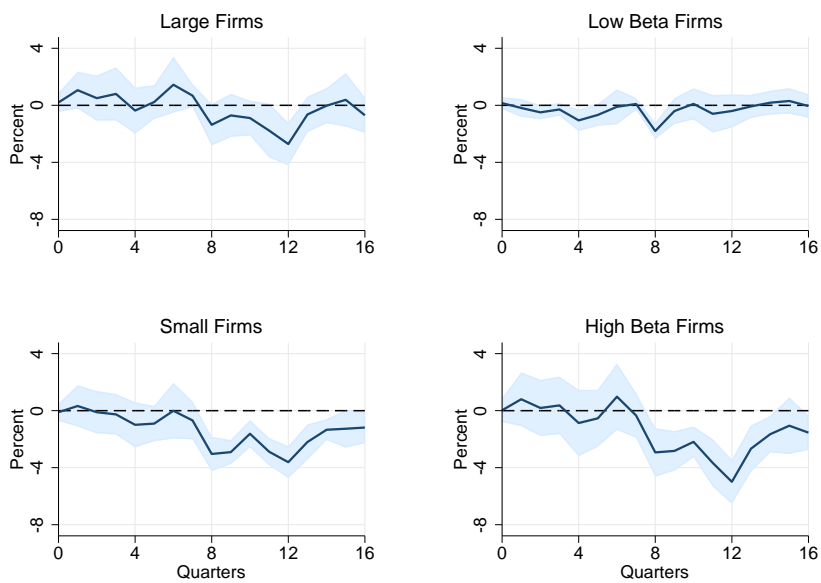 Large Firms
4
0
-4
-8
Percent
0 4 8 12 16
Low Beta Firms
4
0
-4
-8
Percent
0 4 8 12 16
Small Firms
4
0
-4
-8
Percent
0 4 8 12 16
Quarters
High Beta Firms
4
0
-4
-8
Percent
0 4 8 12 16
Quarters